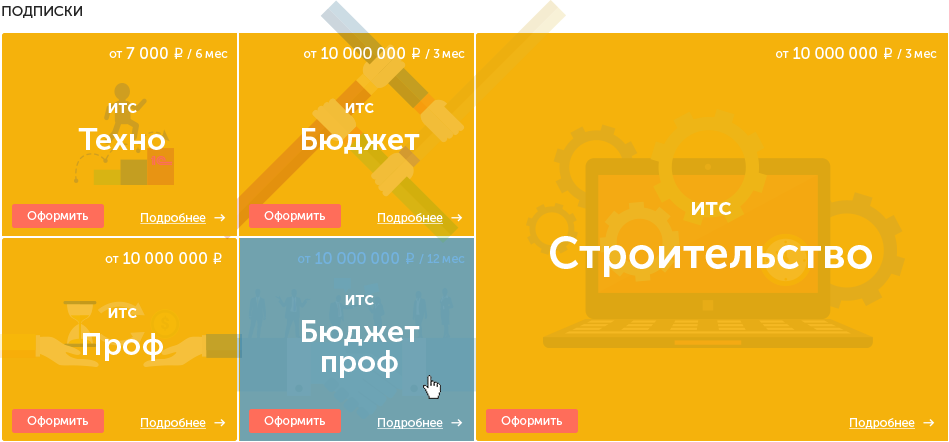 ПОДПИСКИ
от 7 000 ₽ / 6 мес
ИТС
Техно
Оформить
Подробнее →
от 10 000 000 ₽ / 3 мес
ИТС
Бюджет
Оформить
Подробнее →
от 10 000 000 ₽ / 3 мес
ИТС
Строительство
Оформить
Подробнее →
от 10 000 000 ₽
ИТС
Проф
Оформить
Подробнее →
от 10 000 000 ₽ / 12 мес
ИТС
Бюджет
проф
Оформить
Подробнее →